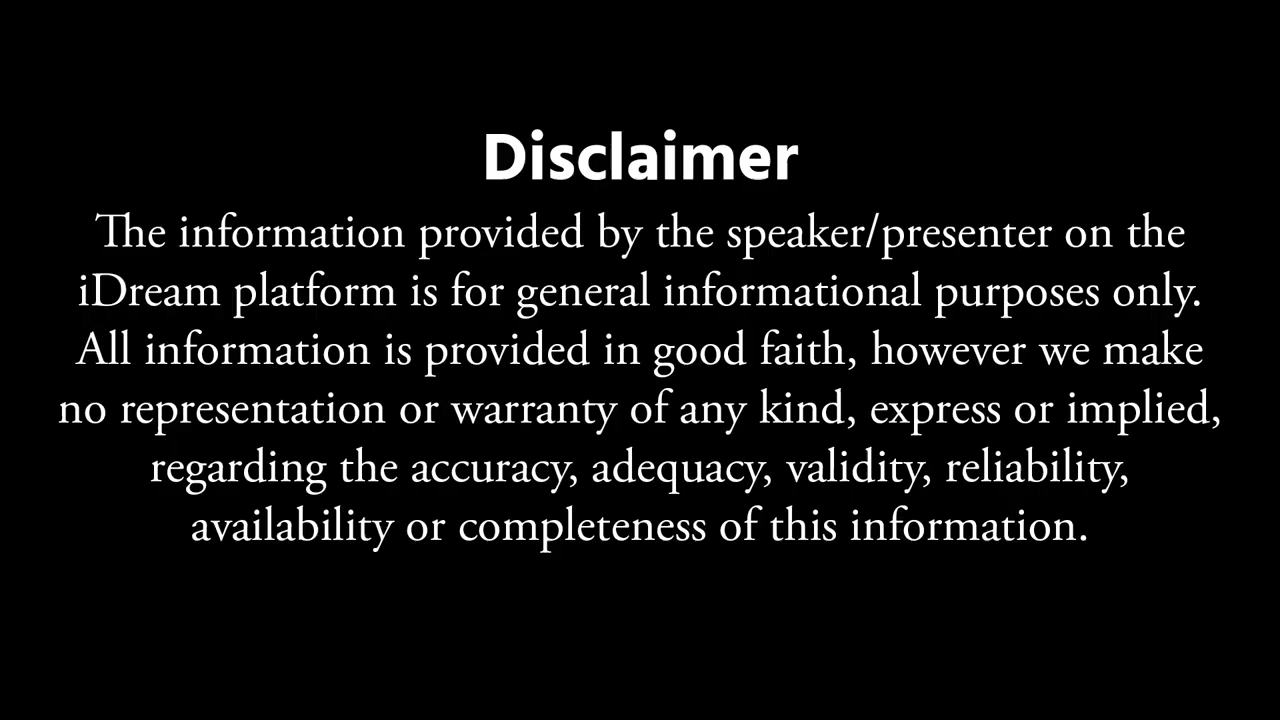 Disclaimer
The information provided by the speaker/presenter on the
iDream platform is for general informational purposes only.
All information is provided in good faith, however we make
no representation or warranty of any kind, express or implied,
regarding the accuracy, adequacy, validity, reliability,
availability or completeness of this information.